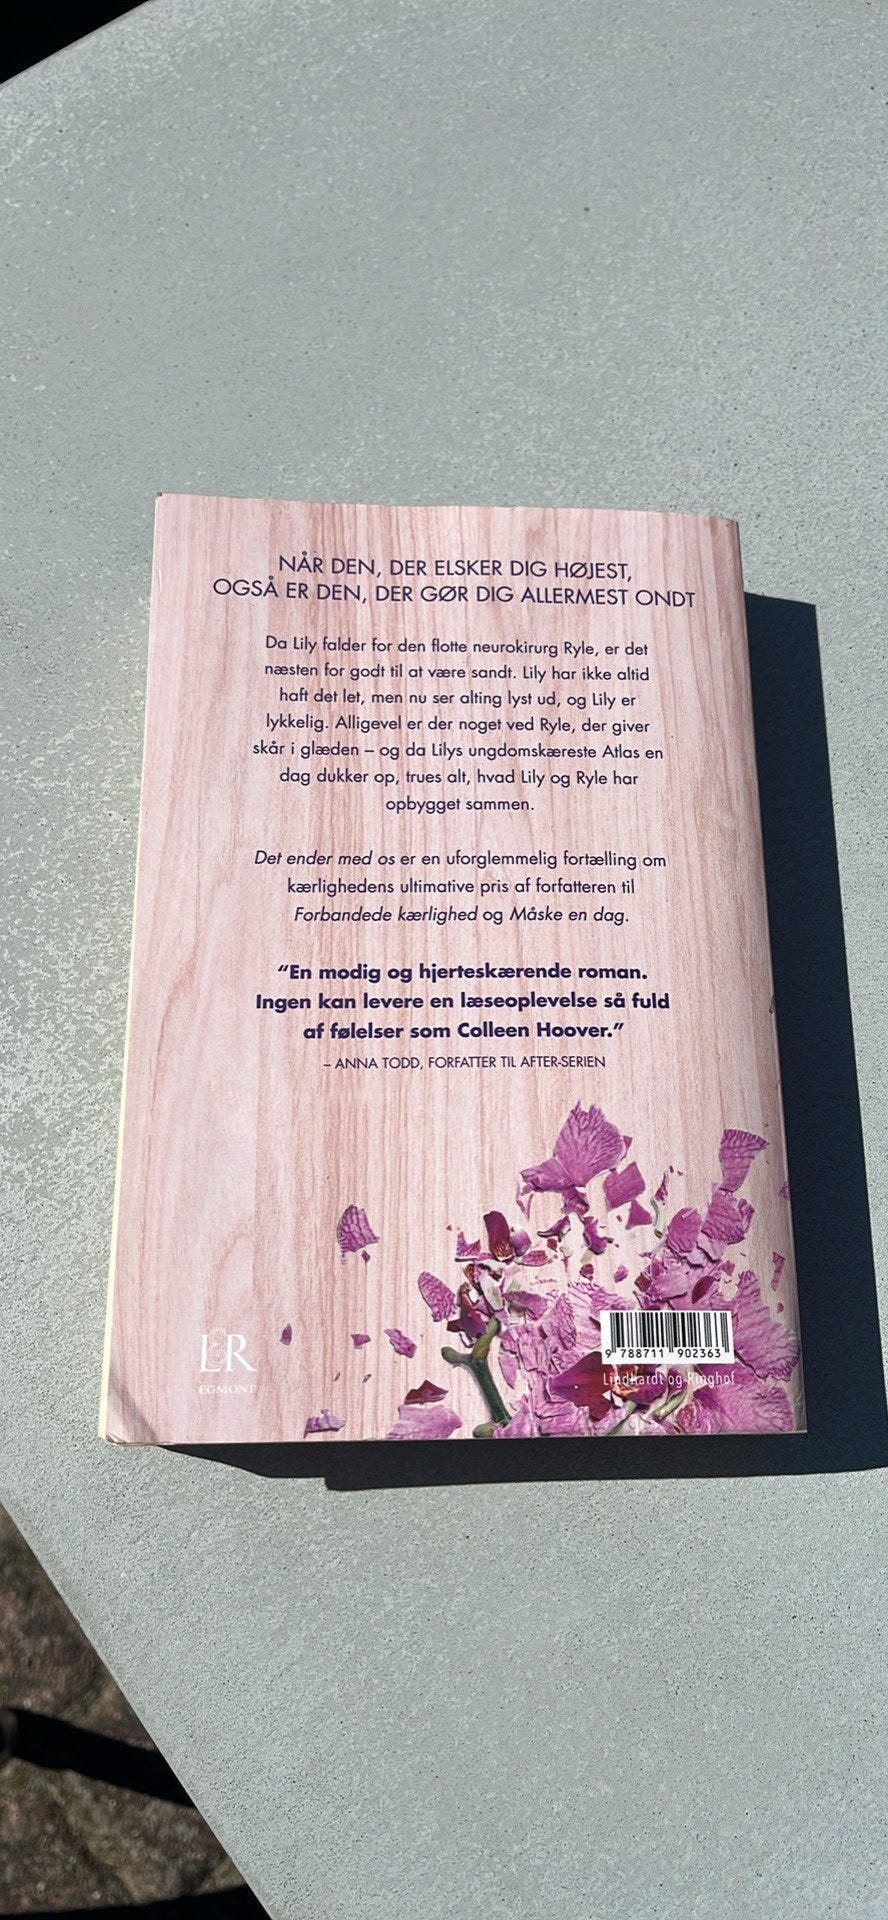 NÅR DEN, DER ELSKER DIG HØJEST,
OGSÅ ER DEN, DER GØR DIG ALLERMEST ONDT
Da Lily falder for den flotte neurokirurg Ryle, er det
næsten for godt til at være sandt. Lily har ikke altid
haft det let, men nu ser alting lyst ud, og Lily er
lykkelig. Alligevel er der noget ved Ryle, der giver
skår i glæden – og da Lilys ungdomskæreste Atlas en
dag dukker op, trues alt, hvad Lily og Ryle har
opbygget sammen.
Det ender med os er en uforglemmelig fortælling om
kærlighedens ultimative pris af forfatteren til
Forbandede kærlighed og Måske en dag.
“En modig og hjerteskærende roman.
Ingen kan levere en læseoplevelse så fuld
af følelser som Colleen Hoover.”
– ANNA TODD, FORFATTER TIL AFTER-SERIEN
L&R
EGMONT
9 788711 902363
Lindhardt og Ringhof